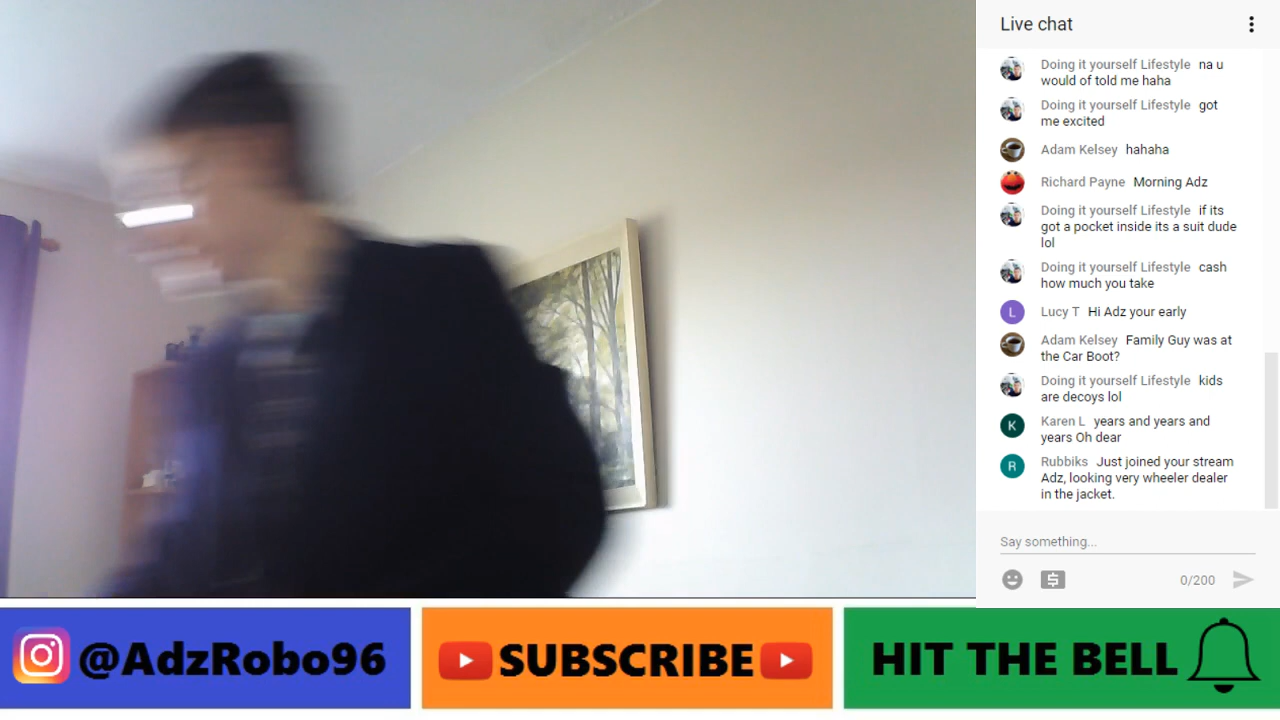 Live chat
Doing it yourself Lifestyle na u
would of told me haha
Doing it yourself Lifestyle got
me excited
Adam Kelsey hahaha
Richard Payne Morning Adz
Doing it yourself Lifestyle if its
got a pocket inside its a suit dude
lol
Doing it yourself Lifestyle cash
how much you take
L Lucy T Hi Adz your early
Adam Kelsey Family Guy was at
the Car Boot?
Doing it yourself Lifestyle kids
are decoys lol
K Karen L years and years and
years Oh dear
R Rubbiks Just joined your stream
Adz, looking very wheeler dealer
in the jacket.
Say something...
0/200
@AdzRobo96
SUBSCRIBE
HIT THE BELL